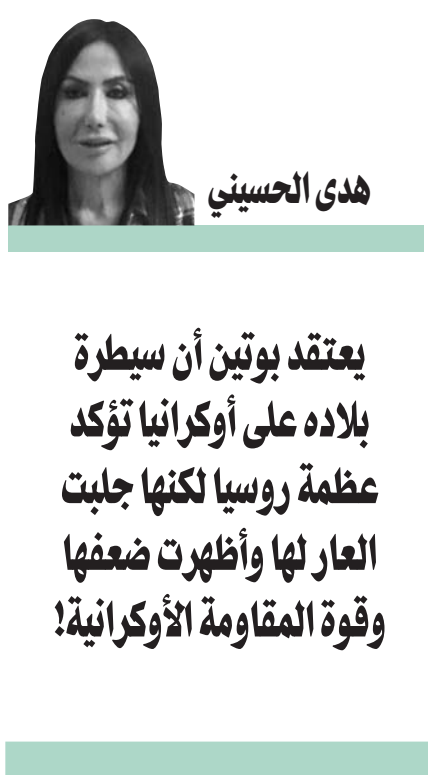 هدى الحسيني
يعتقد بوتين أن سيطرة
بلاده على أوكرانيا تؤكد
عظمة روسيا لكنها جلبت
العار لها وأظهرت ضعفها
وقوة المقاومة الأوكرانية!